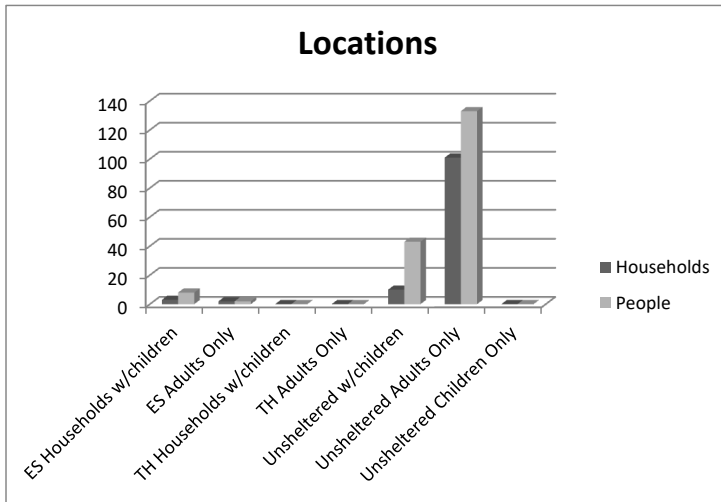 Locations
140
120
100
80
60
40
20
0
Households
People
ES Households w/children
ES Adults Only
TH Households w/children
TH Adults Only
Unsheltered w/children
Unsheltered Adults Only
Unsheltered Children Only